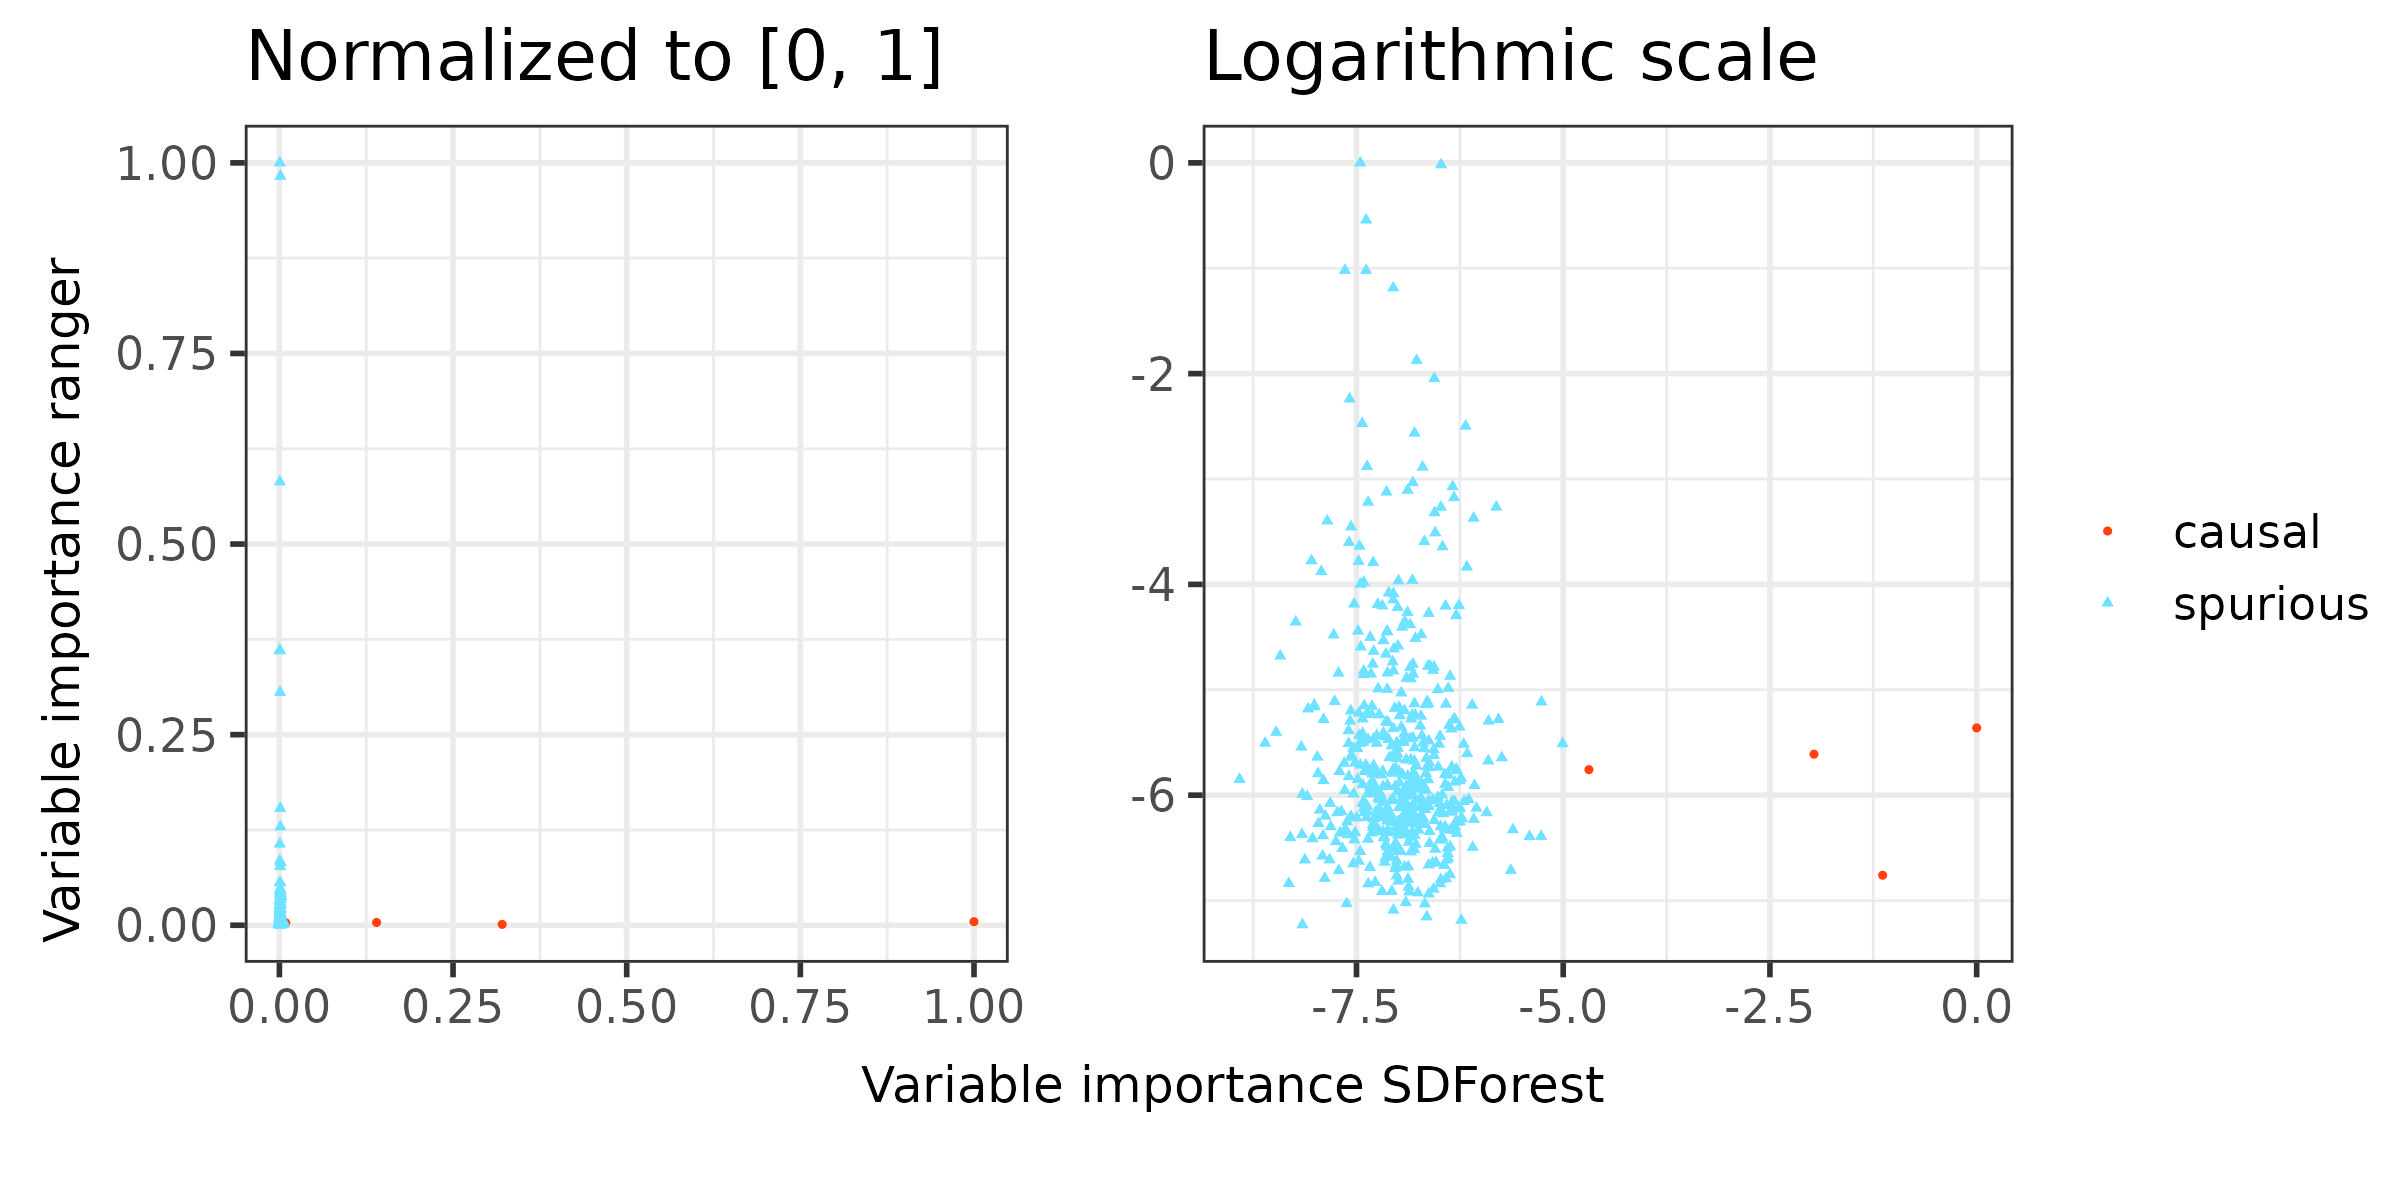 Normalized to [0, 1]
Logarithmic scale
Variable importance ranger
1.00
0.75
0.50
0.25
0.00
0.00 0.25 0.50 0.75 1.00
0
-2
-4
-6
-7.5 -5.0 -2.5 0.0
causal
spurious
Variable importance SDForest